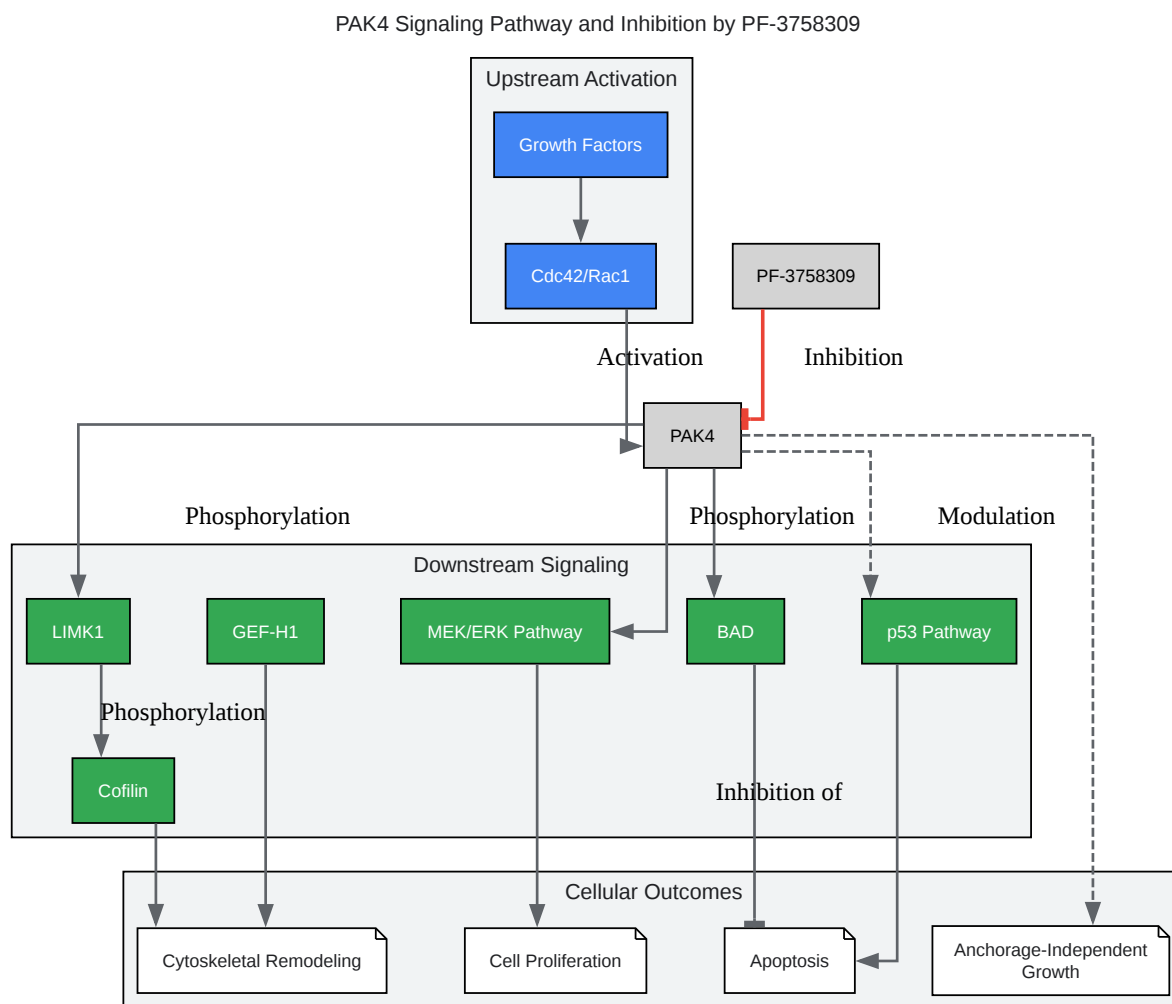 PAK4 Signaling Pathway and Inhibition by PF-3758309
Upstream Activation
Growth Factors
Cdc42/Rac1
PF-3758309
Activation
Inhibition
PAK4
Phosphorylation
Phosphorylation
Modulation
Downstream Signaling
LIMK1
GEF-H1
MEK/ERK Pathway
BAD
p53 Pathway
Phosphorylation
Cofilin
Inhibition of
Cellular Outcomes
Cytoskeletal Remodeling
Cell Proliferation
Apoptosis
Anchorage-Independent
Growth